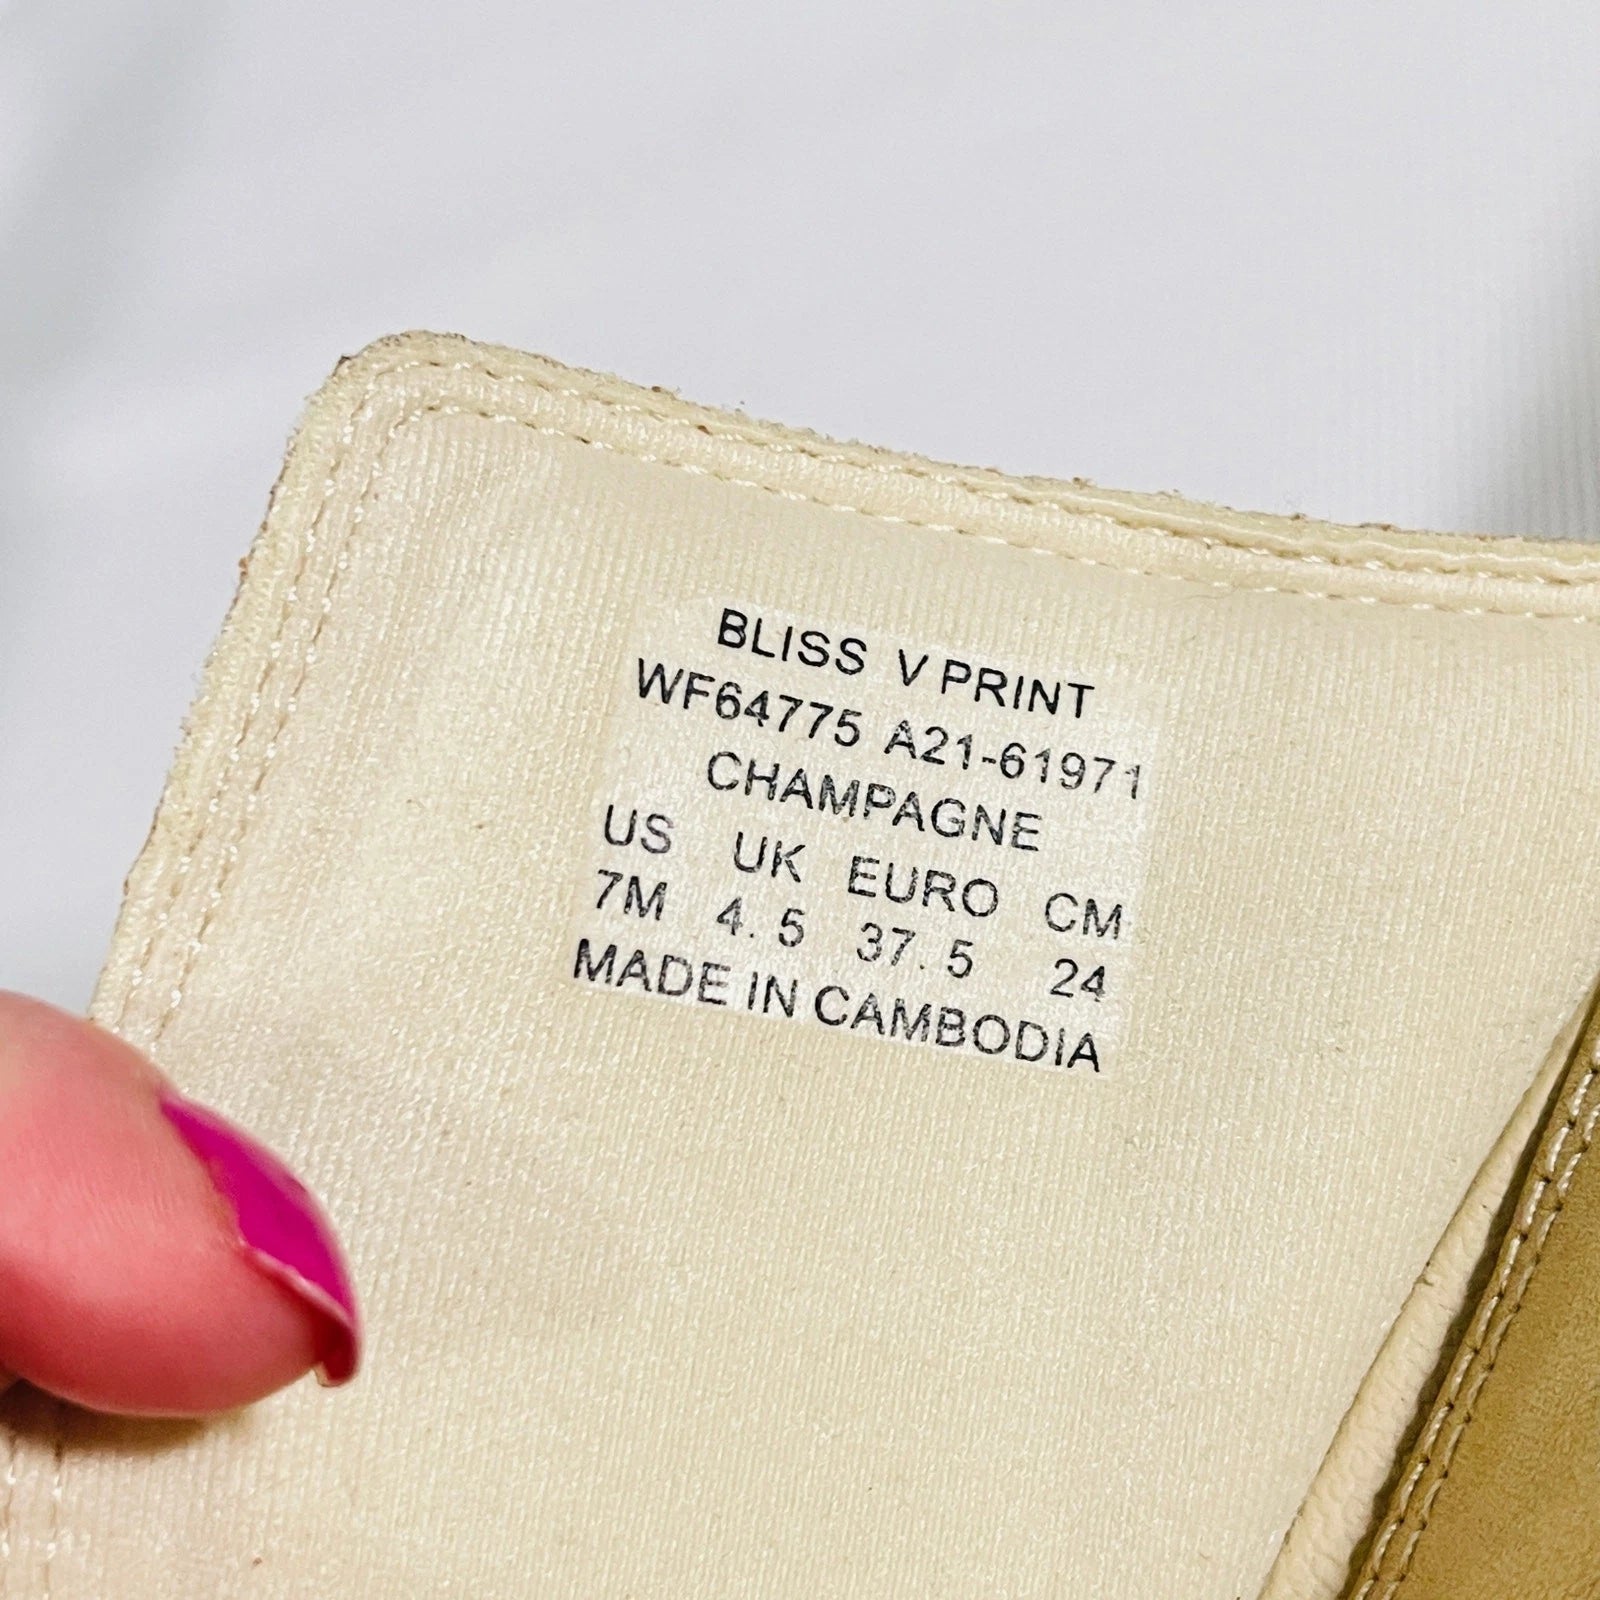 BLISS V PRINT
WF64775 A21-61971
CHAMPAGNE
US UK EURO CM
7M 4.5 37.5 24
MADE IN CAMBODIA